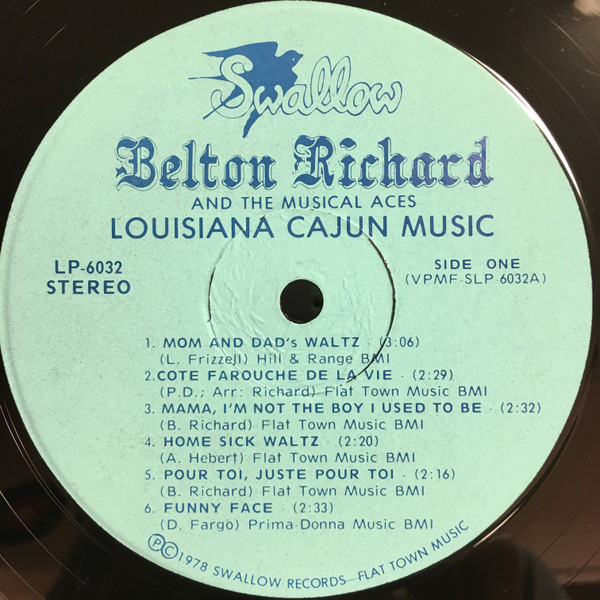 Swallow
Belton Richard
AND THE MUSICAL ACES
LOUISIANA CAJUN MUSIC
LP-6032
STEREO
SIDE ONE
(VPMF-SLP-6032A)
1. MOM AND DAD's WALTZ - (3:06)
(L. Frizzell) Hill & Range BMI
2.COTE FAROUCHE DE LA VIE - (2:29)
(P.D.; Arr: Richard) Flat Town Music BMI
3. MAMA, I'M NOT THE BOY I USED TO BE - (2:32)
(B. Richard) Flat Town Music BMI
4. HOME SICK WALTZ - (2:20)
(A. Hebert) Flat Town Music BMI
5. POUR TOI, JUSTE POUR TOI - (2:16)
(B. Richard) Flat Town Music BMI
6. FUNNY FACE - (2:33)
(D. Fargo) Prima-Donna Music BMI
Ⓟ©1978 SWALLOW RECORDS - FLAT TOWN MUSIC